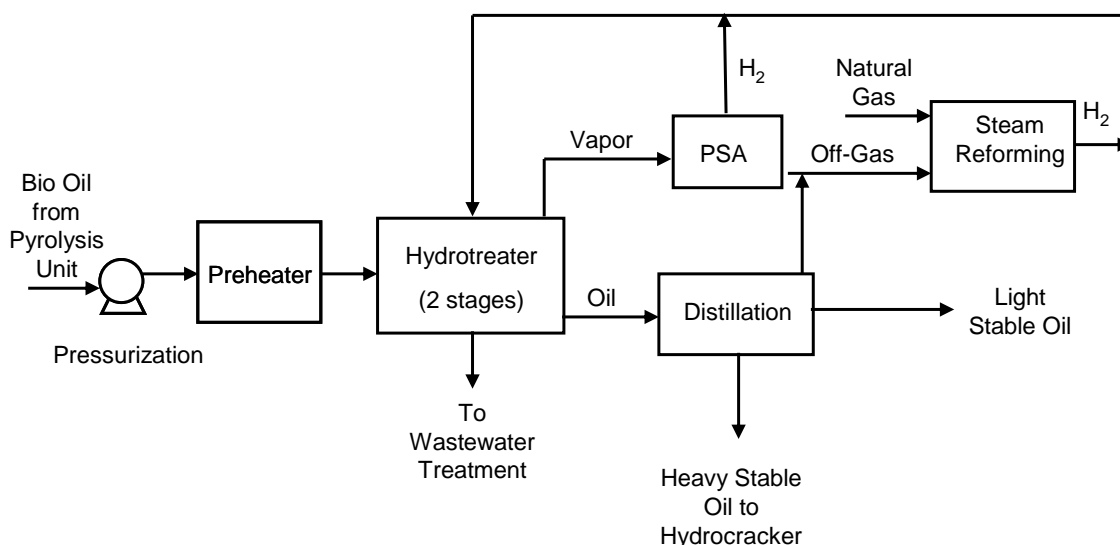 H2
Natural
Gas
Steam
Reforming
H2
Vapor
PSA
Off-Gas
Bio Oil
from
Pyrolysis
Unit
Preheater
Hydrotreater
(2 stages)
Oil
Distillation
Light
Stable Oil
Pressurization
To
Wastewater
Treatment
Heavy Stable
Oil to
Hydrocracker